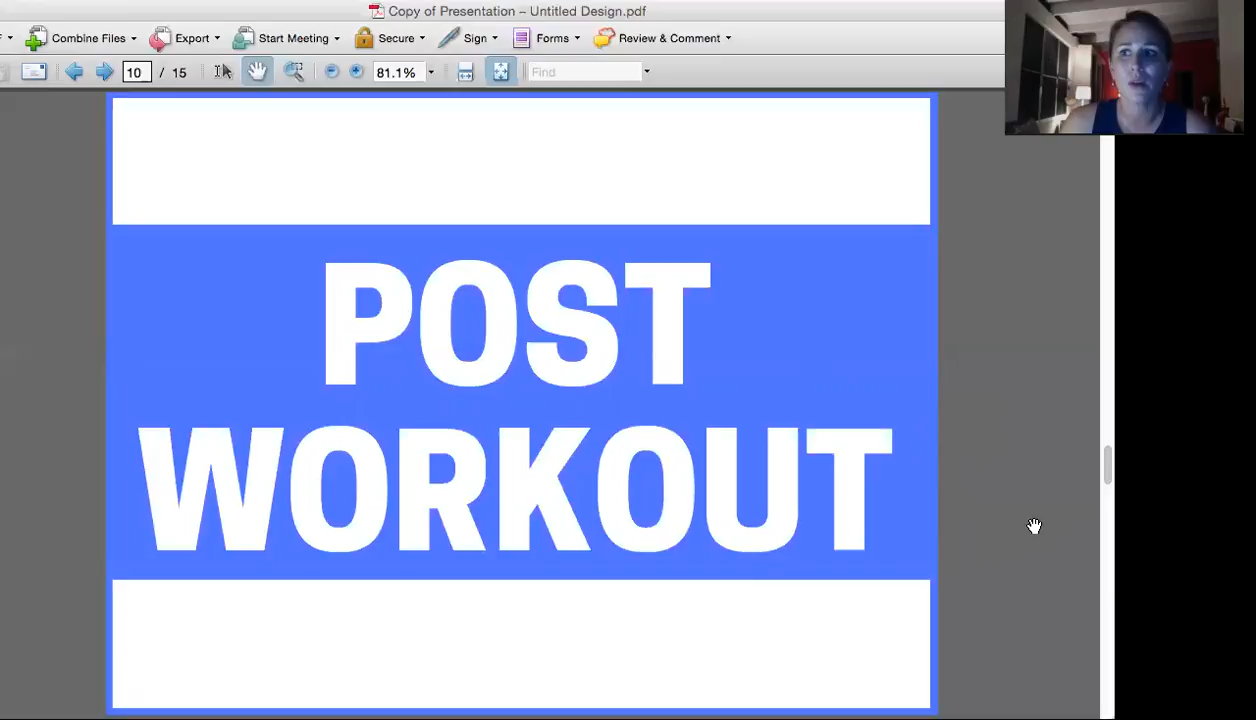 Copy of Presentation – Untitled Design.pdf
Combine Files Export Start Meeting Secure Sign Forms Review & Comment
10 / 15 81.1% Find
POST
WORKOUT